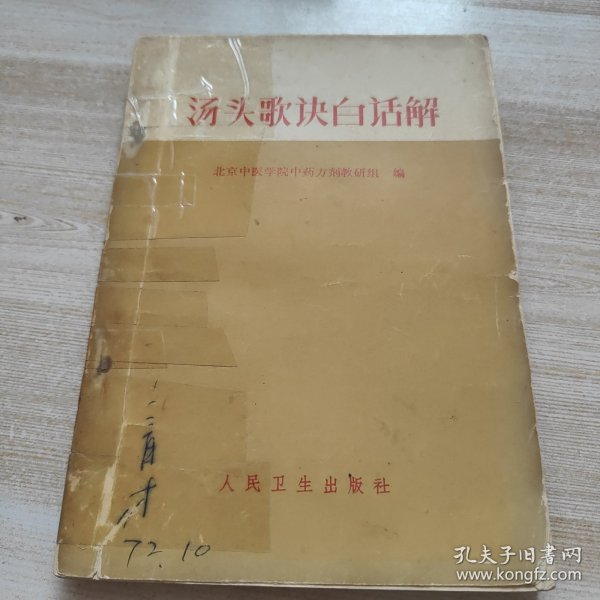 汤头歌诀白话解
北京中医学院中药方剂教研组 编
人民卫生出版社
72.10
孔夫子旧书网
www.kongfz.com